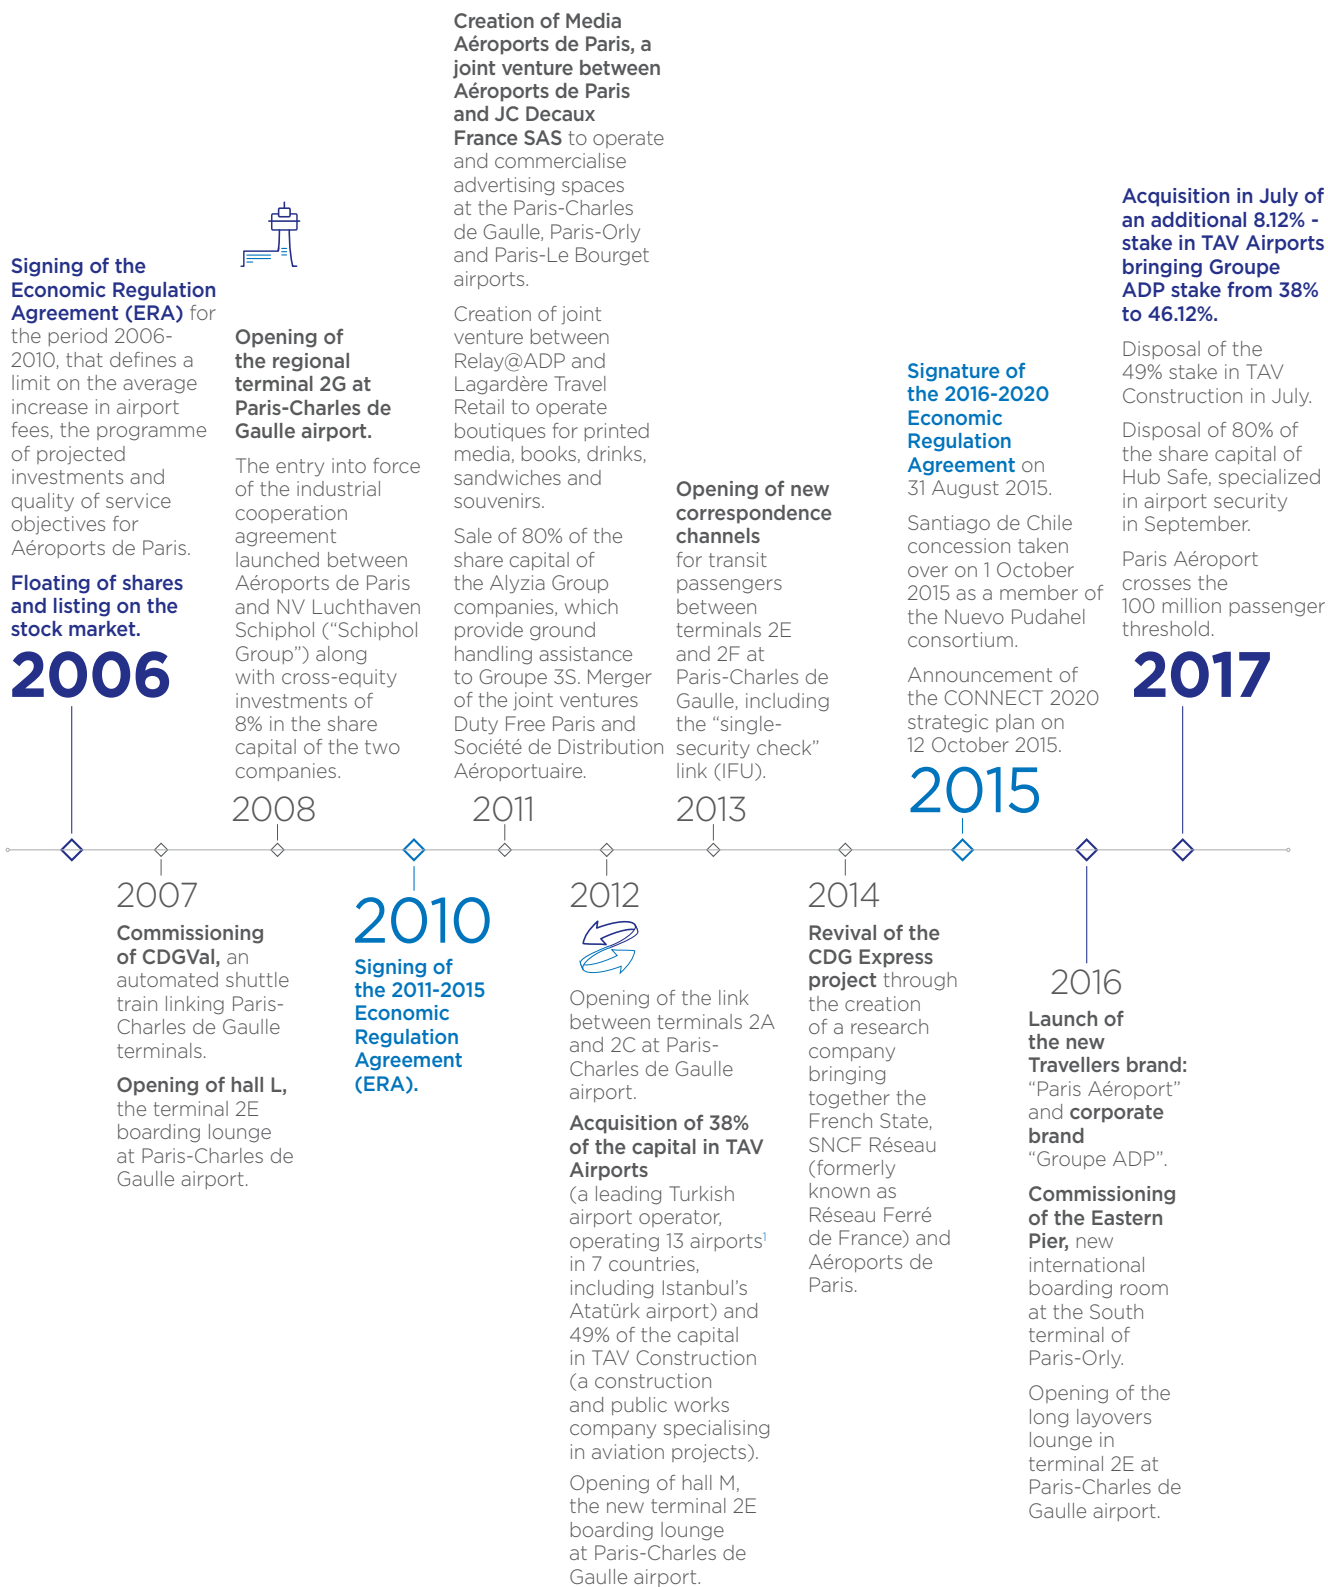 Signing of the
Economic Regulation
Agreement (ERA) for
the period 2006-
2010, that defines a
limit on the average
increase in airport
fees, the programme
of projected
investments and
quality of service
objectives for
Aéroports de Paris.
Floating of shares
and listing on the
stock market.
2006
2007
Commissioning
of CDGVal, an
automated shuttle
train linking Paris-
Charles de Gaulle
terminals.
Opening of hall L,
the terminal 2E
boarding lounge
at Paris-Charles de
Gaulle airport.
Opening of
the regional
terminal 2G at
Paris-Charles de
Gaulle airport.
The entry into force
of the industrial
cooperation
agreement
launched between
Aéroports de Paris
and NV Luchthaven
Schiphol (“Schiphol
Group”) along
with cross-equity
investments of
8% in the share
capital of the two
companies.
2008
2010
Signing of
the 2011-2015
Economic
Regulation
Agreement
(ERA).
Creation of Media
Aéroports de Paris, a
joint venture between
Aéroports de Paris
and JC Decaux
France SAS to operate
and commercialise
advertising spaces
at the Paris-Charles
de Gaulle, Paris-Orly
and Paris-Le Bourget
airports.
Creation of joint
venture between
Relay@ADP and
Lagardère Travel
Retail to operate
boutiques for printed
media, books, drinks,
sandwiches and
souvenirs.
Sale of 80% of the
share capital of
the Alyzia Group
companies, which
provide ground
handling assistance
to Groupe 3S. Merger
of the joint ventures
Duty Free Paris and
Société de Distribution
Aéroportuaire.
2011
2012
Opening of the link
between terminals 2A
and 2C at Paris-
Charles de Gaulle
airport.
Acquisition of 38%
of the capital in TAV
Airports
(a leading Turkish
airport operator,
operating 13 airports¹
in 7 countries,
including Istanbul’s
Atatürk airport) and
49% of the capital
in TAV Construction
(a construction
and public works
company specialising
in aviation projects).
Opening of hall M,
the new terminal 2E
boarding lounge
at Paris-Charles de
Gaulle airport.
Opening of new
correspondence
channels
for transit
passengers
between
terminals 2E
and 2F at
Paris-Charles de
Gaulle, including
the “single-
security check”
link (IFU).
2013
2014
Revival of the
CDG Express
project through
the creation
of a research
company
bringing
together the
French State,
SNCF Réseau
(formerly
known as
Réseau Ferré
de France) and
Aéroports de
Paris.
Signature of
the 2016-2020
Economic
Regulation
Agreement on
31 August 2015.
Santiago de Chile
concession taken
over on 1 October
2015 as a member of
the Nuevo Pudahel
consortium.
Announcement of
the CONNECT 2020
strategic plan on
12 October 2015.
2015
2016
Launch of
the new
Travellers brand:
“Paris Aéroport”
and corporate
brand
“Groupe ADP”.
Commissioning
of the Eastern
Pier, new
international
boarding room
at the South
terminal of
Paris-Orly.
Opening of the
long layovers
lounge in
terminal 2E at
Paris-Charles de
Gaulle airport.
Acquisition in July of
an additional 8.12% -
stake in TAV Airports
bringing Groupe
ADP stake from 38%
to 46.12%.
Disposal of the
49% stake in TAV
Construction in July.
Disposal of 80% of
the share capital of
Hub Safe, specialized
in airport security
in September.
Paris Aéroport
crosses the
100 million passenger
threshold.
2017